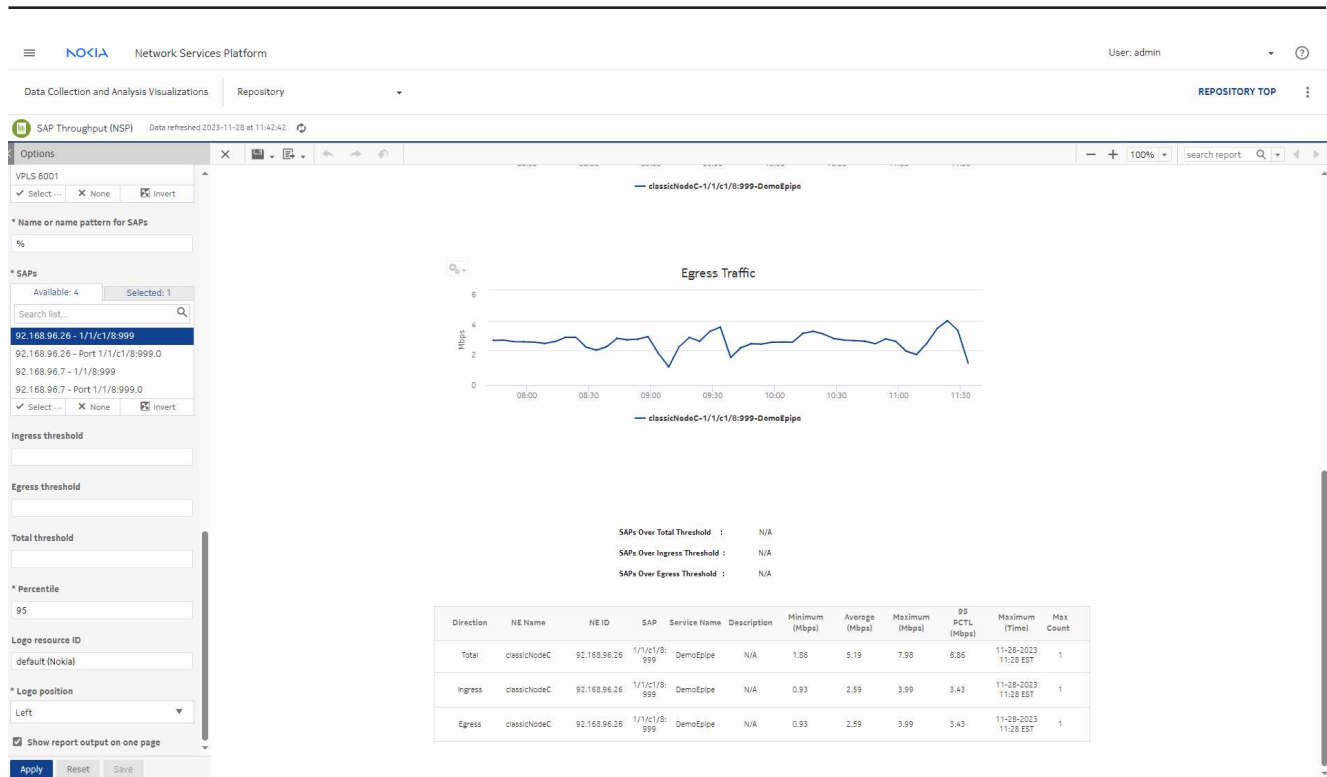 NOKIA Network Services Platform User: admin
Data Collection and Analysis Visualizations Repository REPOSITORY TOP
SAP Throughput (NSP) Data refreshed 2023-11-28 at 11:42:42
Options 100% search report
VPLS 6001
Select ... None Invert
* Name or name pattern for SAPs
%
* SAPs
Available: 4 Selected: 1
Search list...
92.168.96.26 - 1/1/c1/8:999
92.168.96.26 - Port 1/1/c1/8:999.0
92.168.96.7 - 1/1/8:999
92.168.96.7 - Port 1/1/8:999.0
Select ... None Invert
Ingress threshold
Egress threshold
Total threshold
* Percentile
95
Logo resource ID
default (Nokia)
* Logo position
Left
Show report output on one page
Apply Reset Save
classicNodeC-1/1/c1/8:999-DemoEpipe
Egress Traffic
Mbps
6
4
2
0
08:00 08:30 09:00 09:30 10:00 10:30 11:00 11:30
classicNodeC-1/1/c1/8:999-DemoEpipe
SAPs Over Total Threshold : N/A
SAPs Over Ingress Threshold : N/A
SAPs Over Egress Threshold : N/A
Direction NE Name NE ID SAP Service Name Description Minimum (Mbps) Average (Mbps) Maximum (Mbps) 95 PCTL (Mbps) Maximum (Time) Max Count
Total classicNodeC 92.168.96.26 1/1/c1/8:999 DemoEpipe N/A 1.86 5.19 7.98 6.86 11-28-2023 11:28 EST 1
Ingress classicNodeC 92.168.96.26 1/1/c1/8:999 DemoEpipe N/A 0.93 2.59 3.99 3.43 11-28-2023 11:28 EST 1
Egress classicNodeC 92.168.96.26 1/1/c1/8:999 DemoEpipe N/A 0.93 2.59 3.99 3.43 11-28-2023 11:28 EST 1